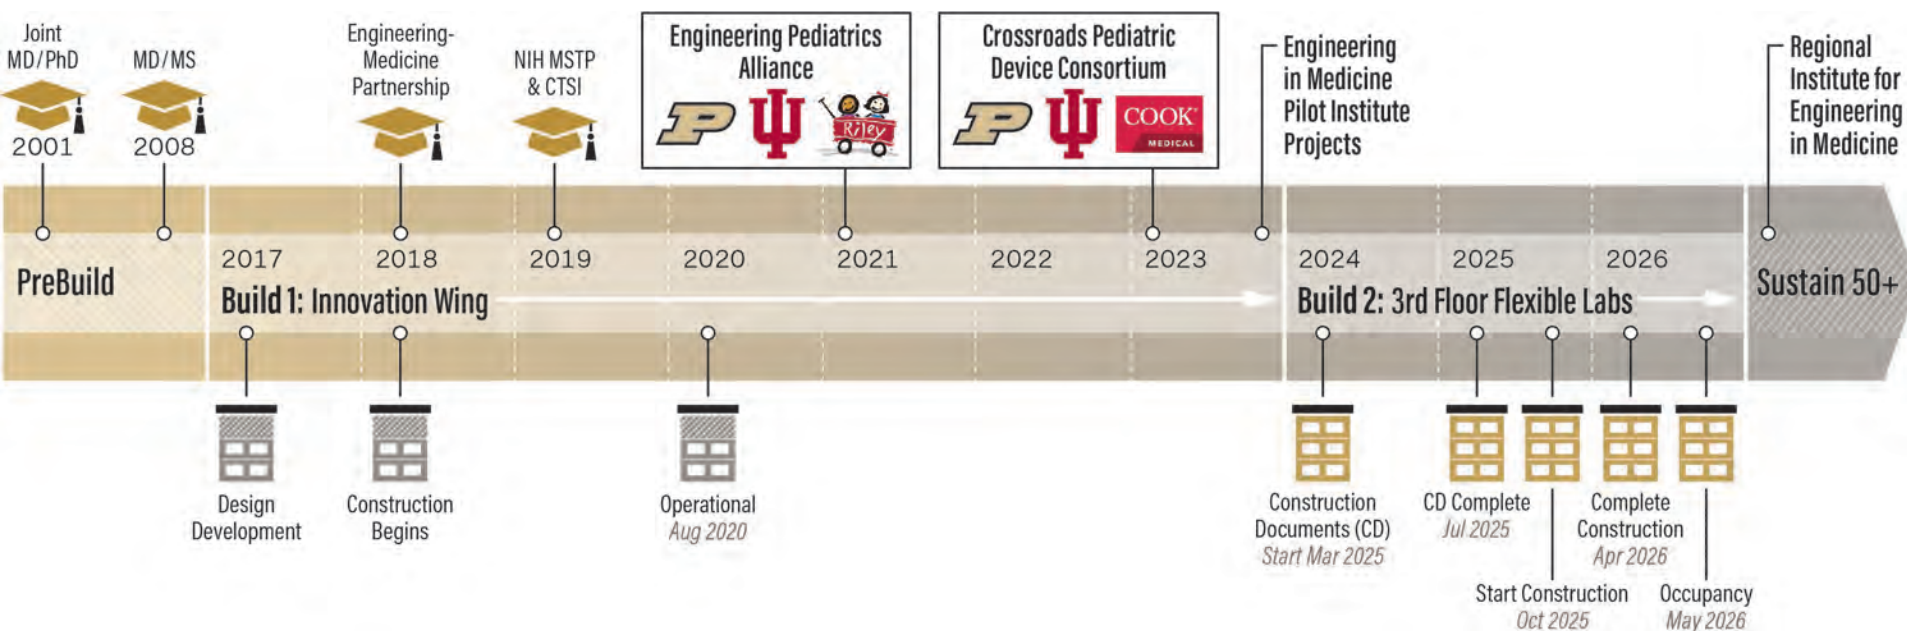 Joint
MD/PhD
2001
MD/MS
2008
Engineering-
Medicine
Partnership
NIH MSTP
& CTSI
Engineering Pediatrics
Alliance
P
Riley
Crossroads Pediatric
Device Consortium
P
COOK®
MEDICAL
Engineering
in Medicine
Pilot Institute
Projects
Regional
Institute for
Engineering
in Medicine
PreBuild
2017
2018
2019
2020
2021
2022
2023
2024
2025
2026
Build 1: Innovation Wing
Build 2: 3rd Floor Flexible Labs
Sustain 50+
Design
Development
Construction
Begins
Operational
Aug 2020
Construction
Documents (CD)
Start Mar 2025
CD Complete
Jul 2025
Start Construction
Oct 2025
Complete
Construction
Apr 2026
Occupancy
May 2026